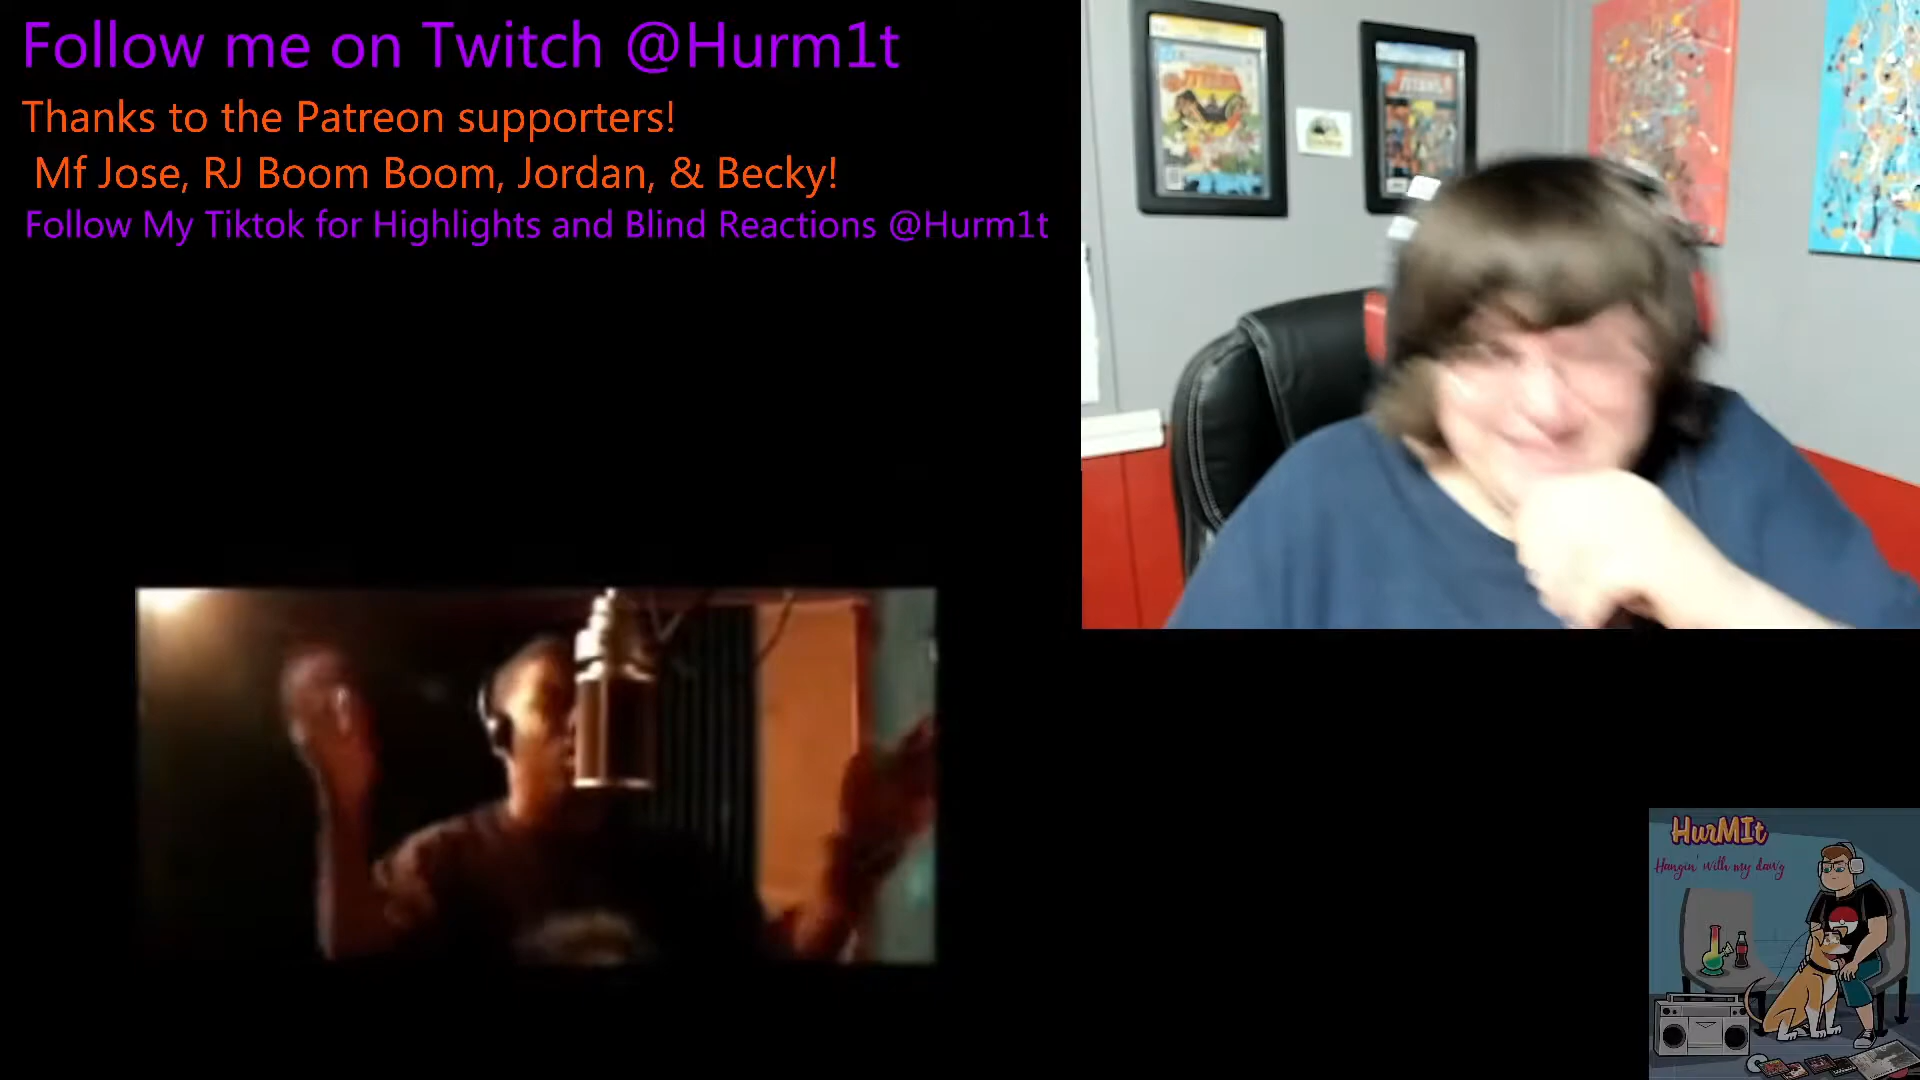 Follow me on Twitch @Hurm1t
Thanks to the Patreon supporters!
Mf Jose, RJ Boom Boom, Jordan, & Becky!
Follow My Tiktok for Highlights and Blind Reactions @Hurm1t
HurMIt
Hangin' with my dawg